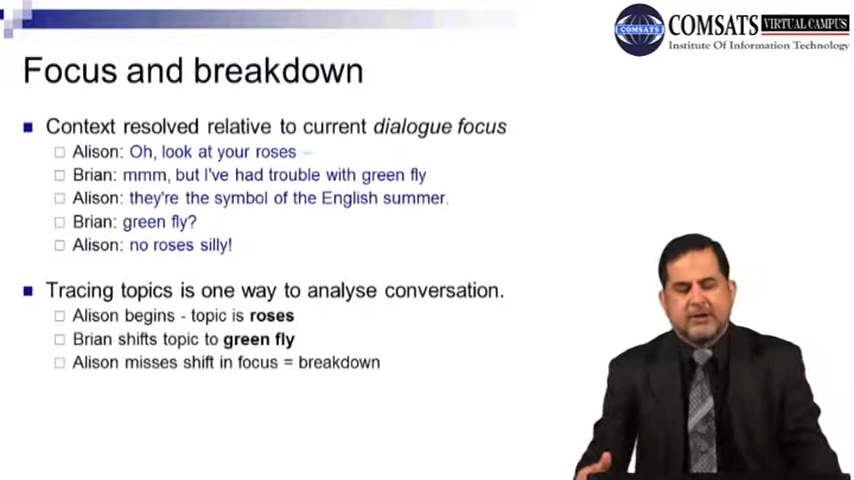 COMSATS
COMSATS VIRTUAL CAMPUS
Institute Of Information Technology
Focus and breakdown
Context resolved relative to current dialogue focus
Alison: Oh, look at your roses –
Brian: mmm, but I've had trouble with green fly
Alison: they're the symbol of the English summer.
Brian: green fly?
Alison: no roses silly!
Tracing topics is one way to analyse conversation.
Alison begins - topic is roses
Brian shifts topic to green fly
Alison misses shift in focus = breakdown